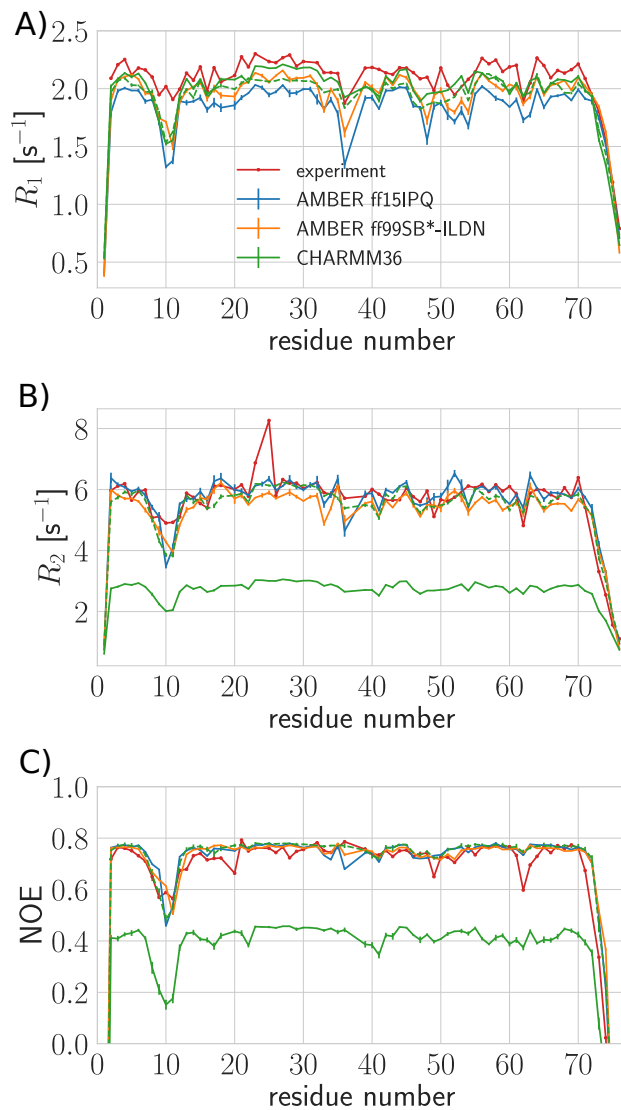 A)
2.5
2.0
1.5
1.0
0.5
R₁ [s⁻¹]
experiment
AMBER ff15IPQ
AMBER ff99SB*-ILDN
CHARMM36
0 10 20 30 40 50 60 70
residue number
B)
8
6
4
2
R₂ [s⁻¹]
0 10 20 30 40 50 60 70
residue number
C)
1.0
0.8
0.6
0.4
0.2
0.0
NOE
0 10 20 30 40 50 60 70
residue number